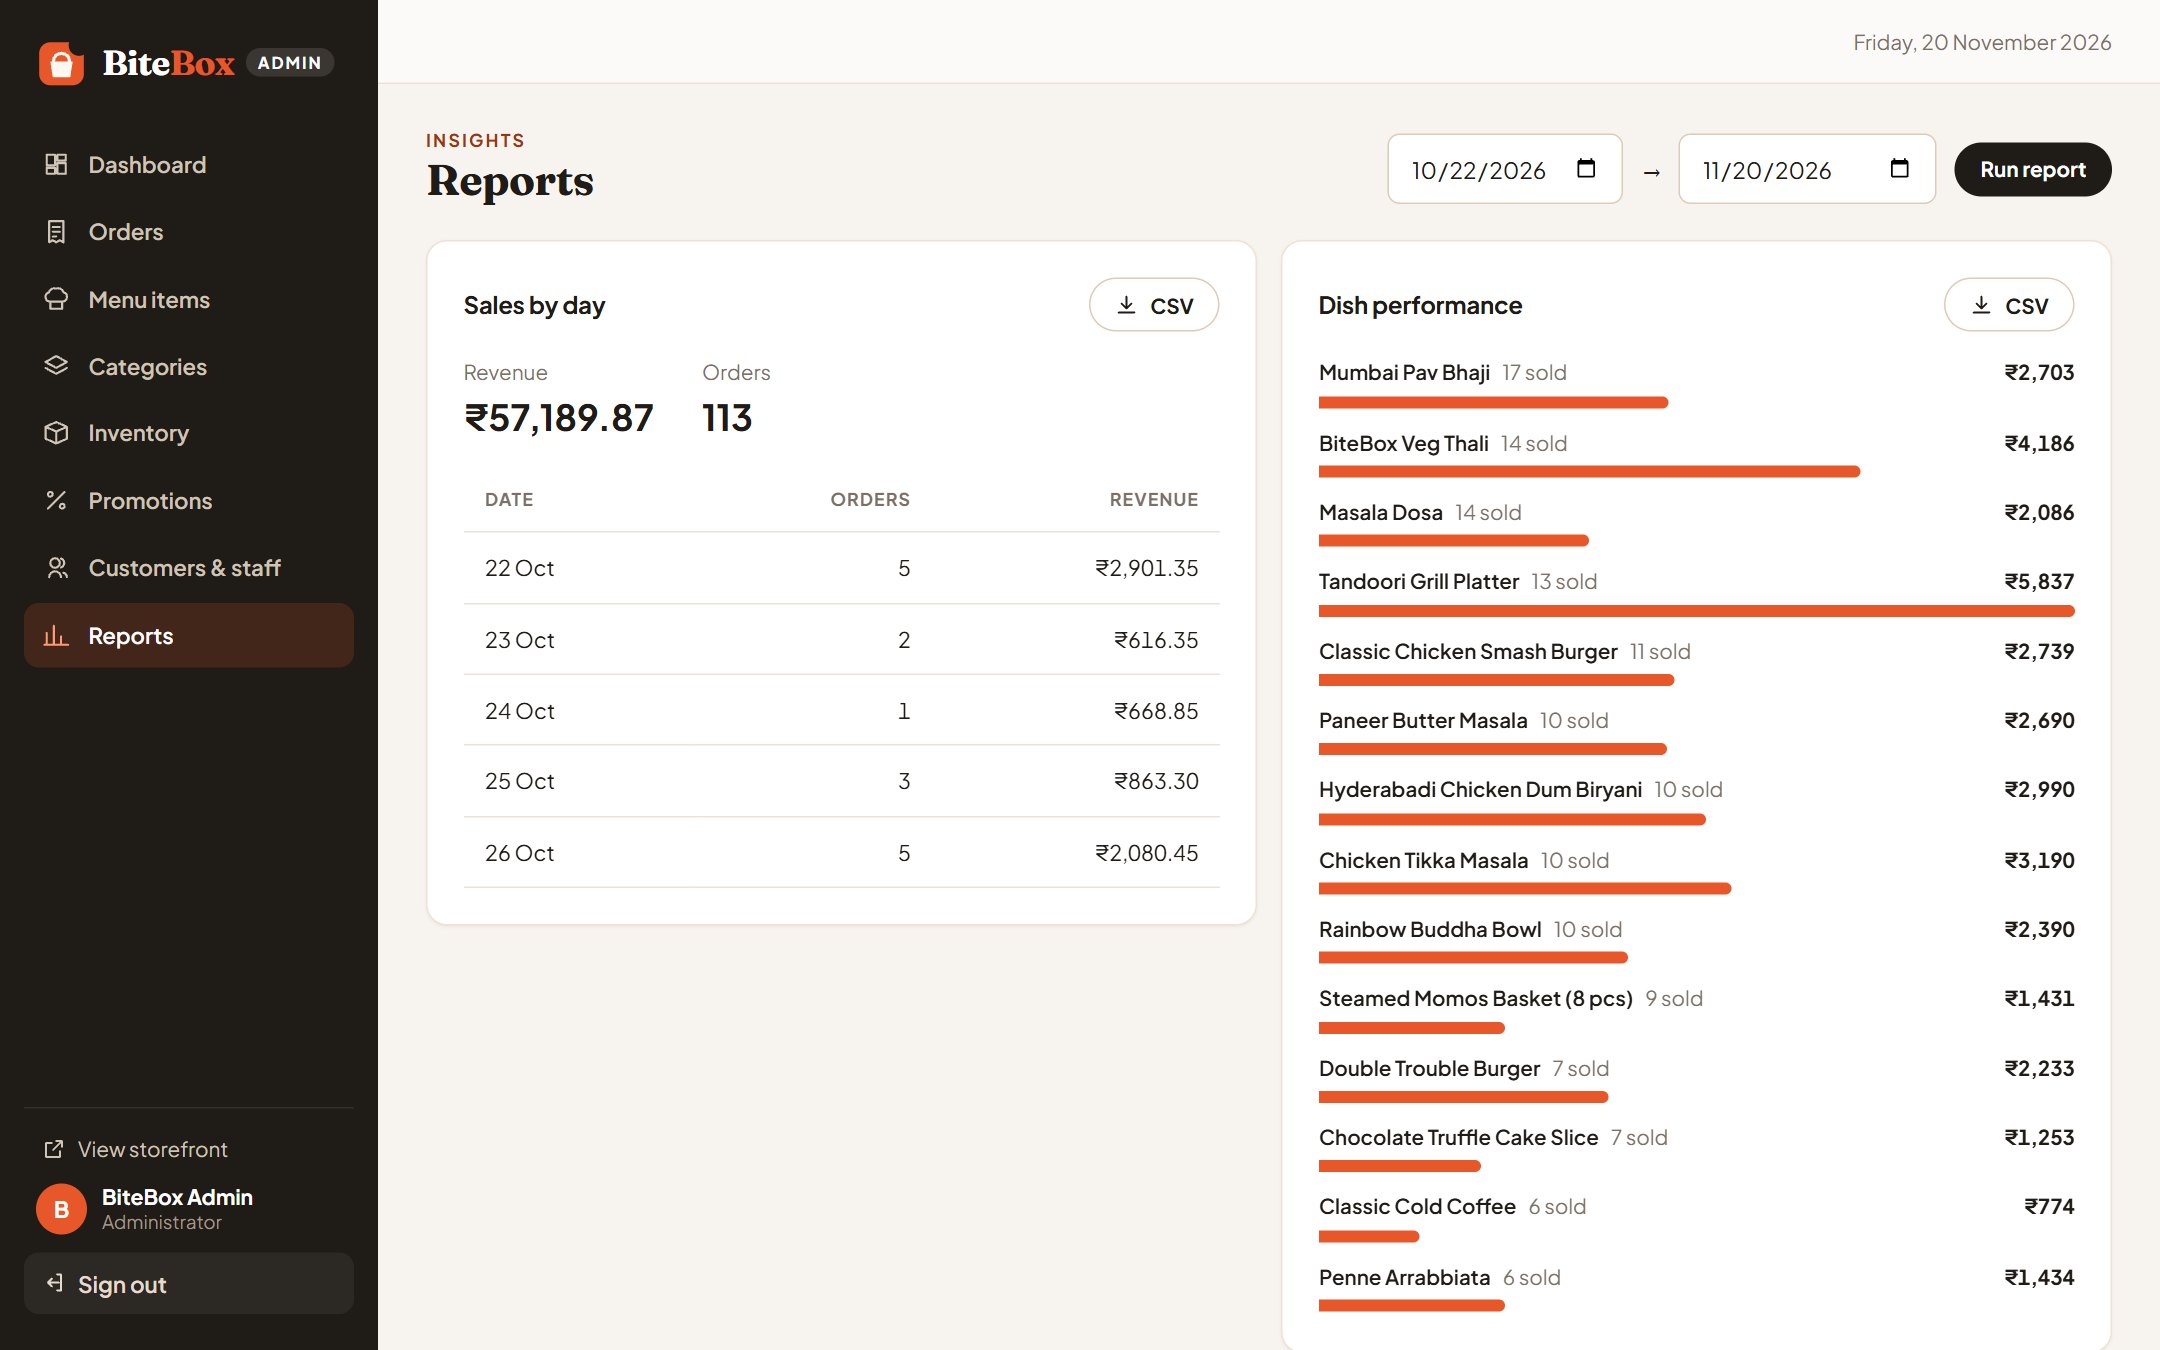 BiteBox ADMIN
Dashboard
Orders
Menu items
Categories
Inventory
Promotions
Customers & staff
Reports
View storefront
B
BiteBox Admin
Administrator
Sign out
Friday, 20 November 2026
INSIGHTS
Reports
10/22/2026 → 11/20/2026 Run report
Sales by day CSV
Revenue Orders
₹57,189.87 113
DATE ORDERS REVENUE
22 Oct 5 ₹2,901.35
23 Oct 2 ₹616.35
24 Oct 1 ₹668.85
25 Oct 3 ₹863.30
26 Oct 5 ₹2,080.45
Dish performance CSV
Mumbai Pav Bhaji 17 sold ₹2,703
BiteBox Veg Thali 14 sold ₹4,186
Masala Dosa 14 sold ₹2,086
Tandoori Grill Platter 13 sold ₹5,837
Classic Chicken Smash Burger 11 sold ₹2,739
Paneer Butter Masala 10 sold ₹2,690
Hyderabadi Chicken Dum Biryani 10 sold ₹2,990
Chicken Tikka Masala 10 sold ₹3,190
Rainbow Buddha Bowl 10 sold ₹2,390
Steamed Momos Basket (8 pcs) 9 sold ₹1,431
Double Trouble Burger 7 sold ₹2,233
Chocolate Truffle Cake Slice 7 sold ₹1,253
Classic Cold Coffee 6 sold ₹774
Penne Arrabbiata 6 sold ₹1,434